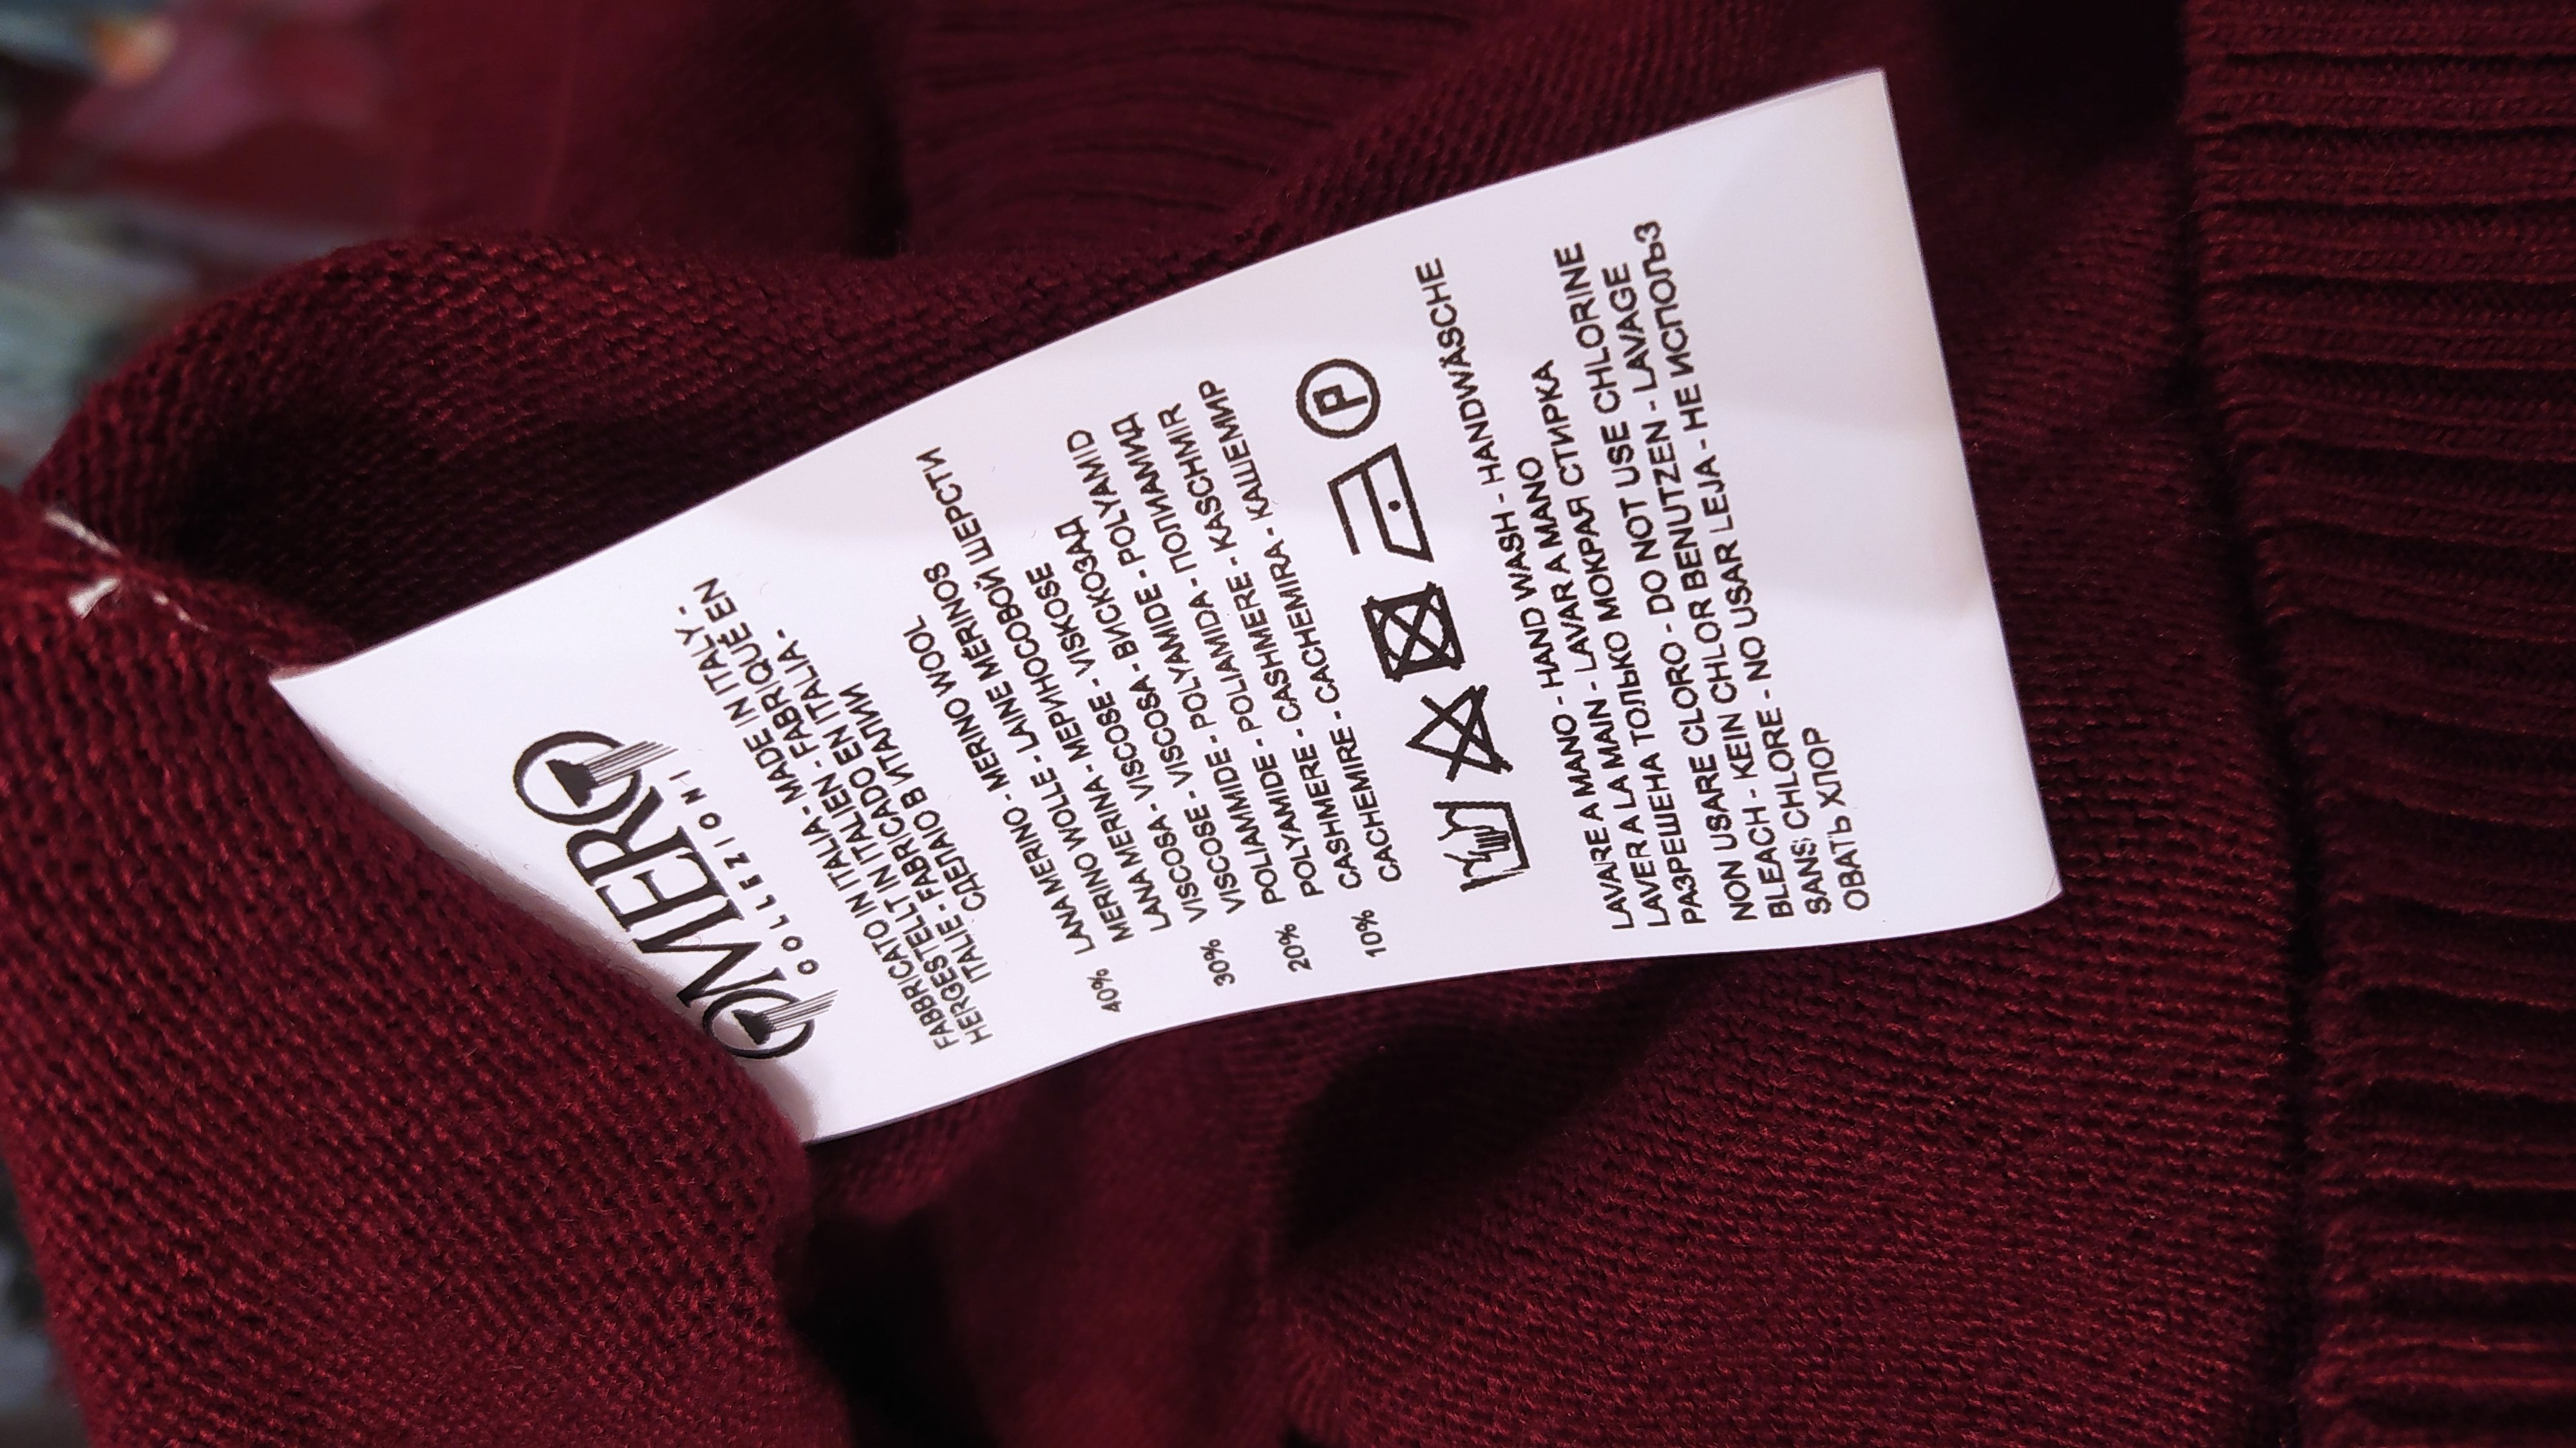 OMERO
COLLEZIONI
FABBRICATO IN ITALIA - MADE IN ITALY -
HERGESTELLT IN ITALIEN - FABRIQUÉ EN
ITALIE - FABRICADO EN ITALIA -
СДЕЛАІО В ИТАЛИИ
40% LANA MERINO - MERINO WOOL
MERINO WOLLE - LAINE MERINOS
LANA MERINA - МЕРИНОСОВОЙ ШЕРСТИ
30% VISCOSA - VISCOSE - VISKOSE
VISCOSE - VISCOSA - ВИСКОЗАД
20% POLIAMMIDE - POLYAMIDE - POLYAMID
POLYAMIDE - POLIAMIDA - ПОЛИАМИД
10% CASHMERE - CASHMERE - KASCHMIR
CACHEMIRE - CACHEMIRA - КАШЕМИР
P
LAVARE A MANO - HAND WASH - HANDWÄSCHE
LAVER A LA MAIN - LAVAR A MANO
РАЗРЕШЕНА ТОЛЬКО МОКРАЯ СТИРКА
NON USARE CLORO - DO NOT USE CHLORINE
BLEACH - KEIN CHLOR BENUTZEN - LAVAGE
SANS CHLORE - NO USAR LEJA - НЕ ИСПОЛЬЗ
ОВАТЬ ХЛОР